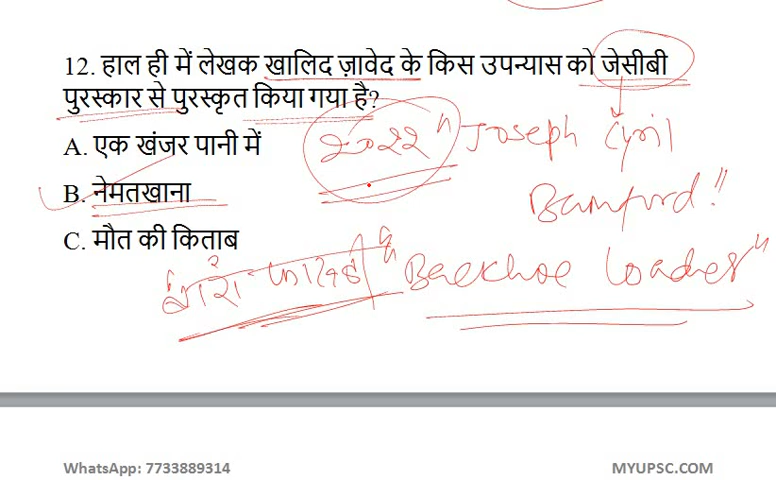 12. हाल ही में लेखक खालिद ज़ावेद के किस उपन्यास को जेसीबी
पुरस्कार से पुरस्कृत किया गया है?
A. एक खंजर पानी में
2022 "Joseph Cyril
B. नेमतखाना
Bamford"
C. मौत की किताब
"Backhoe loader"
WhatsApp: 7733889314
MYUPSC.COM